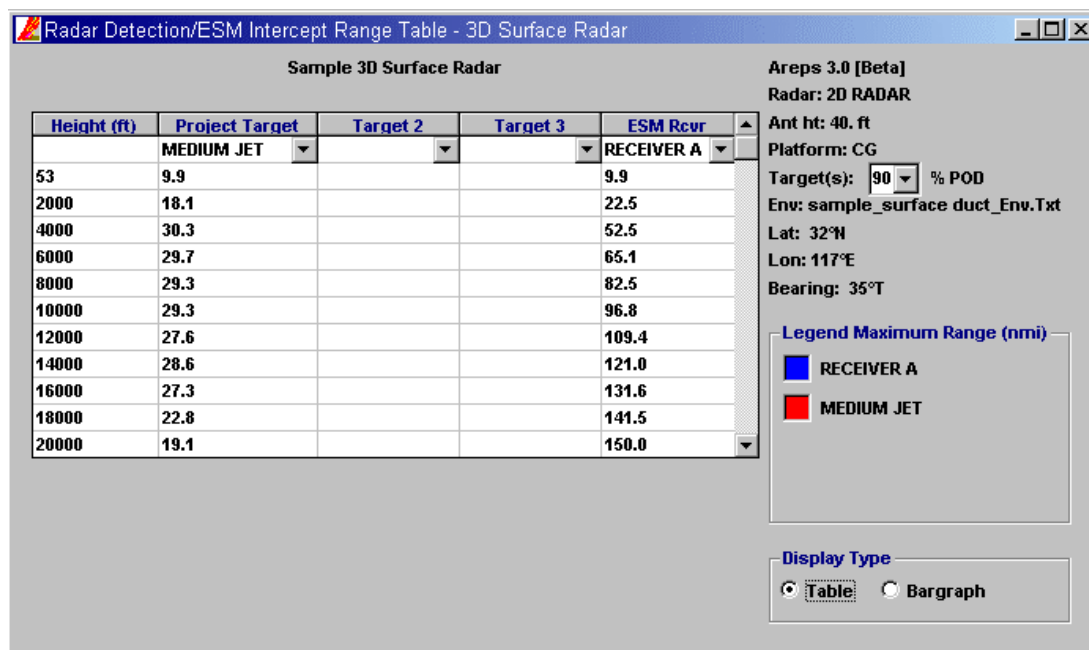 Radar Detection/ESM Intercept Range Table - 3D Surface Radar
Sample 3D Surface Radar
Height (ft) Project Target Target 2 Target 3 ESM Rcvr
MEDIUM JET RECEIVER A
53 9.9 9.9
2000 18.1 22.5
4000 30.3 52.5
6000 29.7 65.1
8000 29.3 82.5
10000 29.3 96.8
12000 27.6 109.4
14000 28.6 121.0
16000 27.3 131.6
18000 22.8 141.5
20000 19.1 150.0
Areps 3.0 [Beta]
Radar: 2D RADAR
Ant ht: 40. ft
Platform: CG
Target(s): 90 % POD
Env: sample_surface duct_Env.Txt
Lat: 32°N
Lon: 117°E
Bearing: 35°T
Legend Maximum Range (nmi)
RECEIVER A
MEDIUM JET
Display Type
Table Bargraph